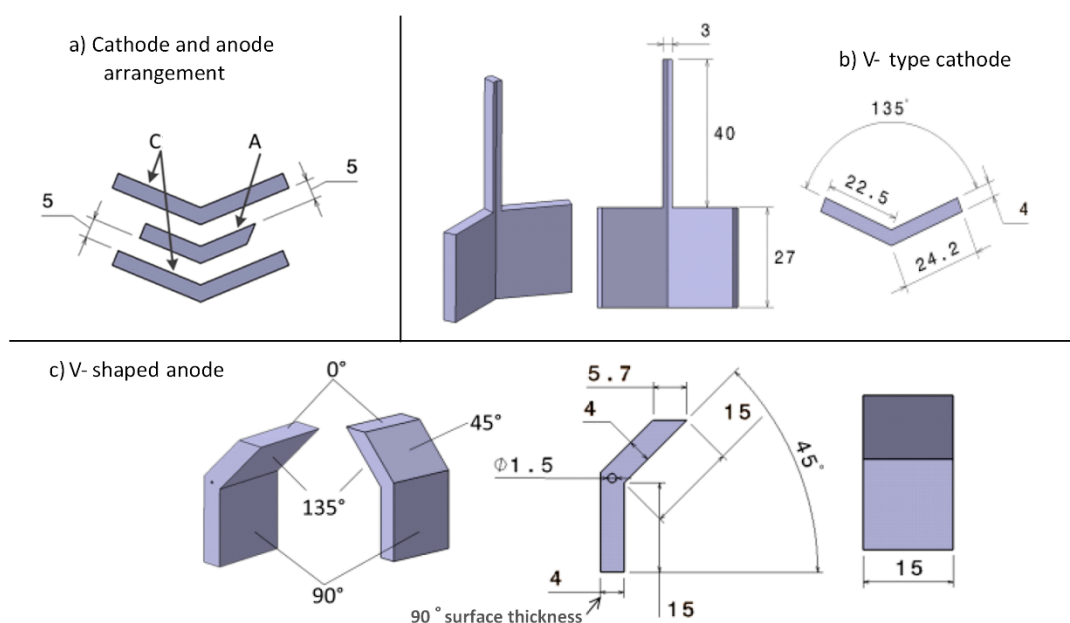 a) Cathode and anode
arrangement
C
A
5
5
3
40
27
b) V- type cathode
135°
22.5
4
24.2
c) V- shaped anode
0°
45°
135°
90°
5.7
4
15
Ø1.5
45°
4
15
90° surface thickness
15